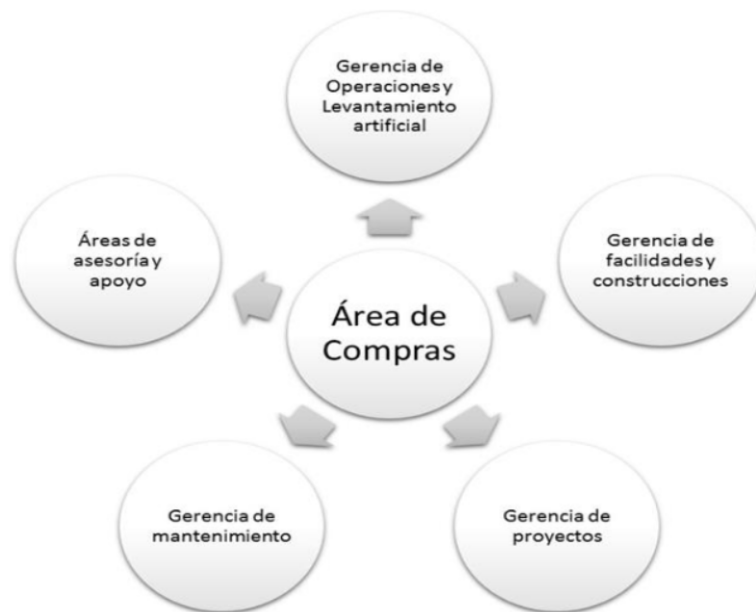 Gerencia de
Operaciones y
Levantamiento
artificial
Áreas de
asesoría y
apoyo
Gerencia de
facilidades y
construcciones
Área de
Compras
Gerencia de
mantenimiento
Gerencia de
proyectos